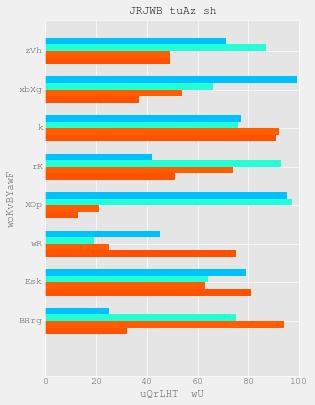 JRJWB tuAz sh
woKvBYawF
zVh
xbXg
k
rK
XOp
wR
Esk
BHrg
0 20 40 60 80 100
uQrLHT wU